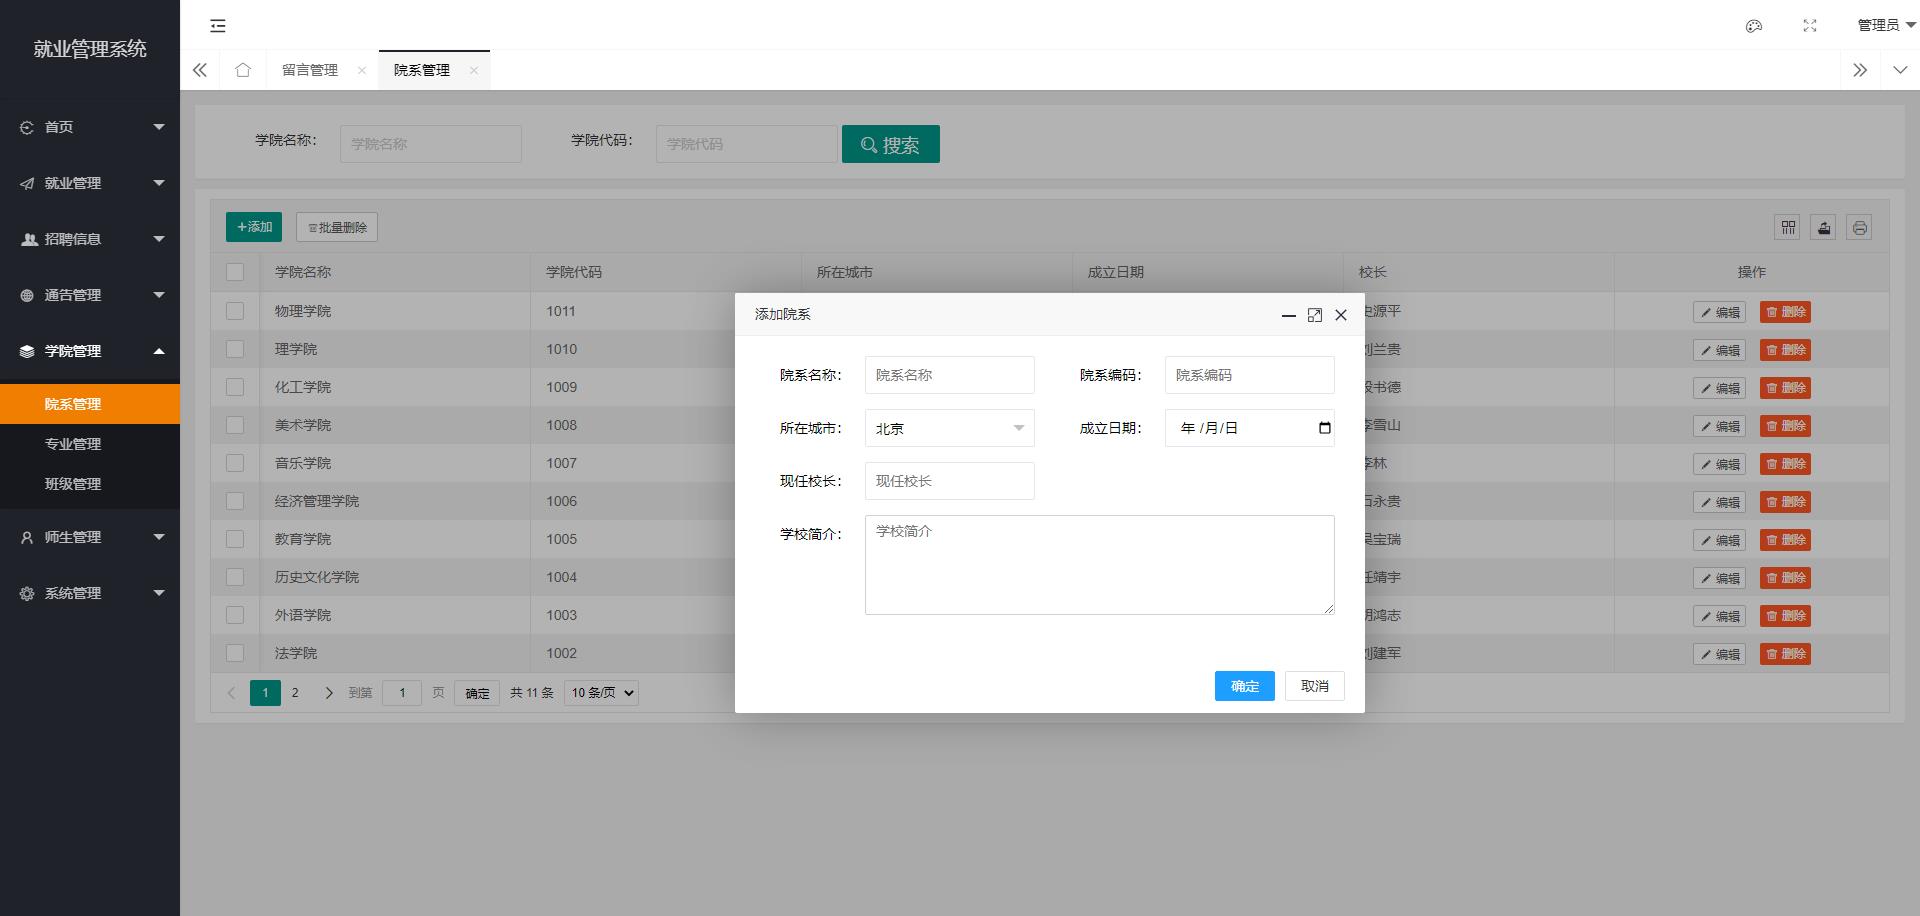 就业管理系统
管理员
留言管理
院系管理
首页
就业管理
招聘信息
通告管理
学院管理
院系管理
专业管理
班级管理
师生管理
系统管理
学院名称： 学院名称 学院代码： 学院代码 搜索
添加 批量删除
学院名称 学院代码 所在城市 成立日期 校长 操作
物理学院 1011 源平 编辑 删除
理学院 1010 兰贵 编辑 删除
化工学院 1009 书德 编辑 删除
美术学院 1008 雪山 编辑 删除
音乐学院 1007 林 编辑 删除
经济管理学院 1006 永贵 编辑 删除
教育学院 1005 宝瑞 编辑 删除
历史文化学院 1004 靖宇 编辑 删除
外语学院 1003 鸿志 编辑 删除
法学院 1002 建军 编辑 删除
1 2 到第 1 页 确定 共 11 条 10 条/页
添加院系
院系名称： 院系名称 院系编码： 院系编码
所在城市： 北京 成立日期： 年 /月/日
现任校长： 现任校长
学校简介： 学校简介
确定 取消